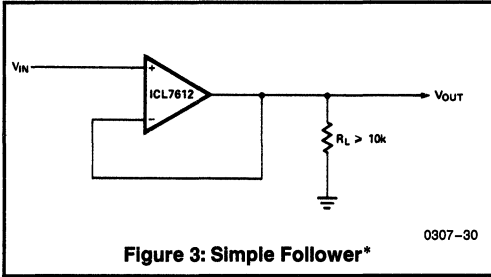 VIN
+
ICL7612
−
VOUT
RL ⩾ 10k
0307–30
Figure 3: Simple Follower*